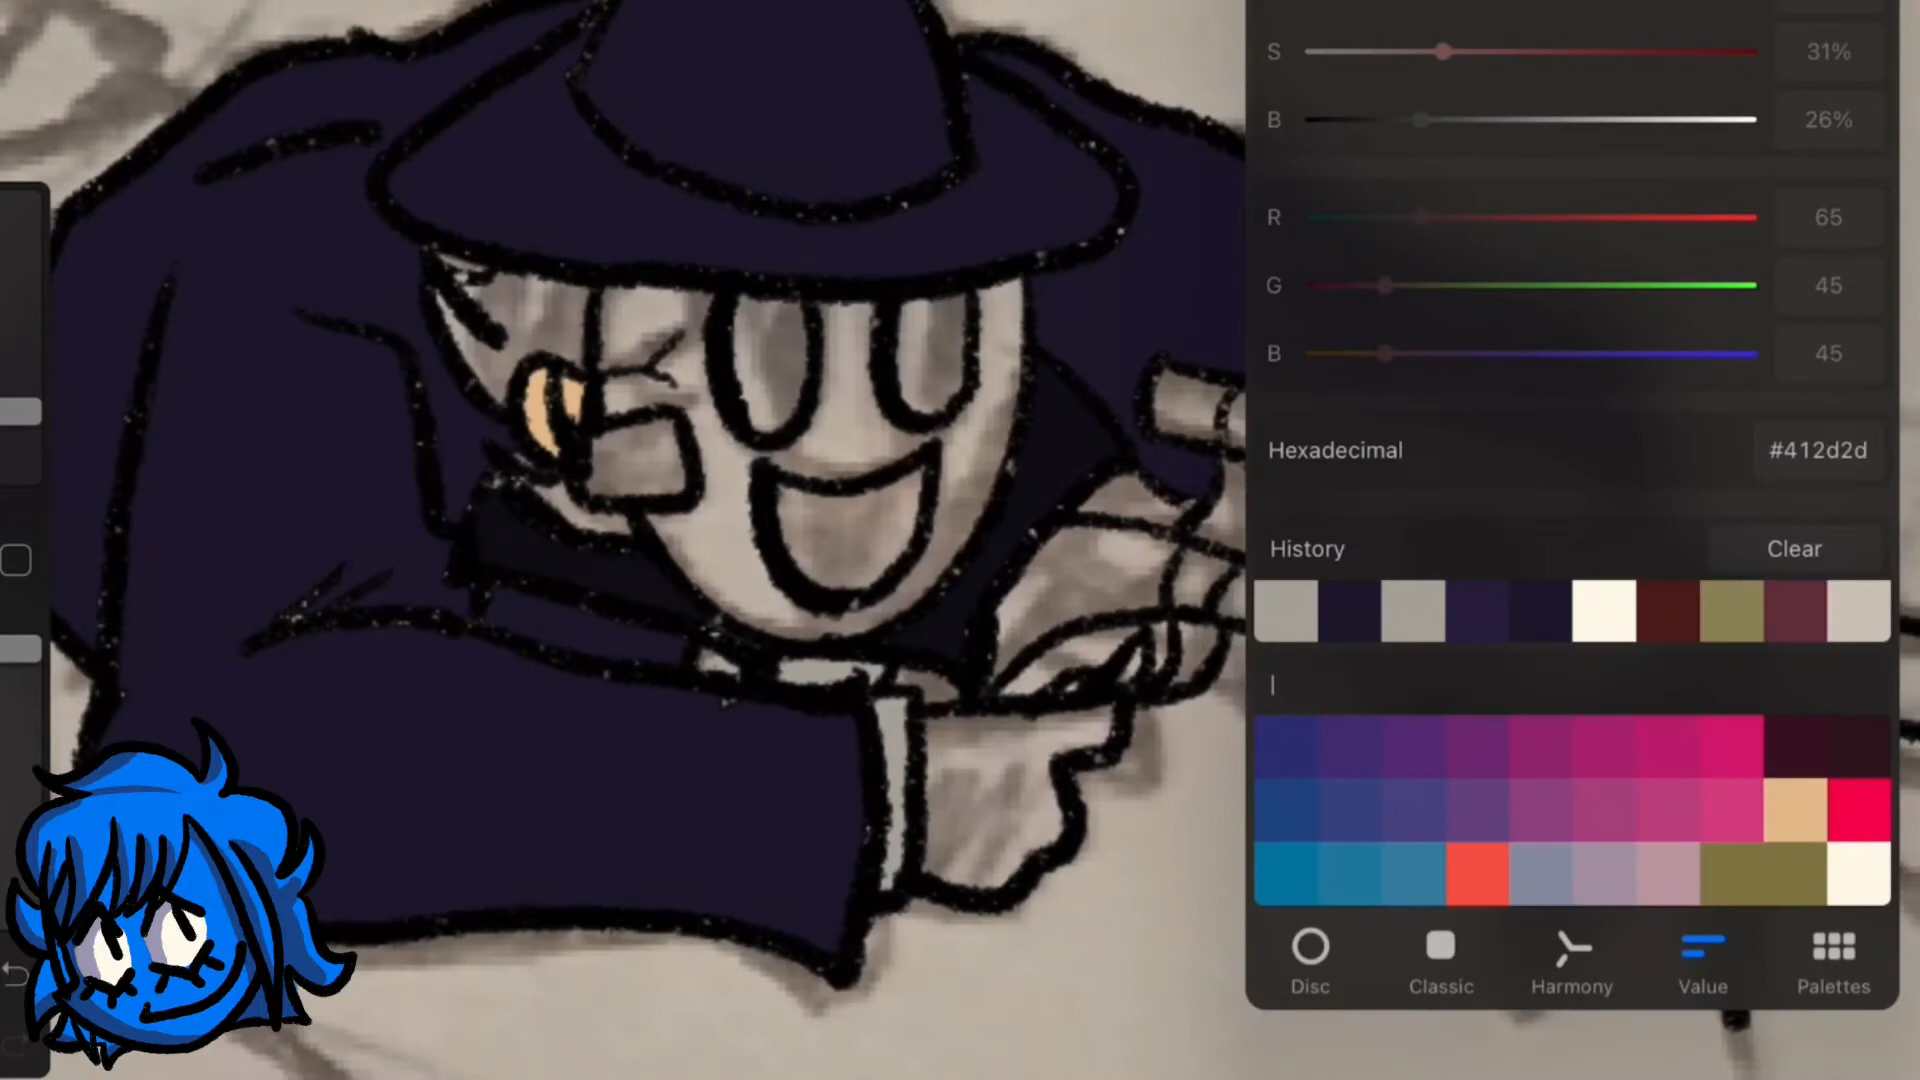 S 31%
B 26%
R 65
G 45
B 45
Hexadecimal #412d2d
History Clear
Disc Classic Harmony Value Palettes